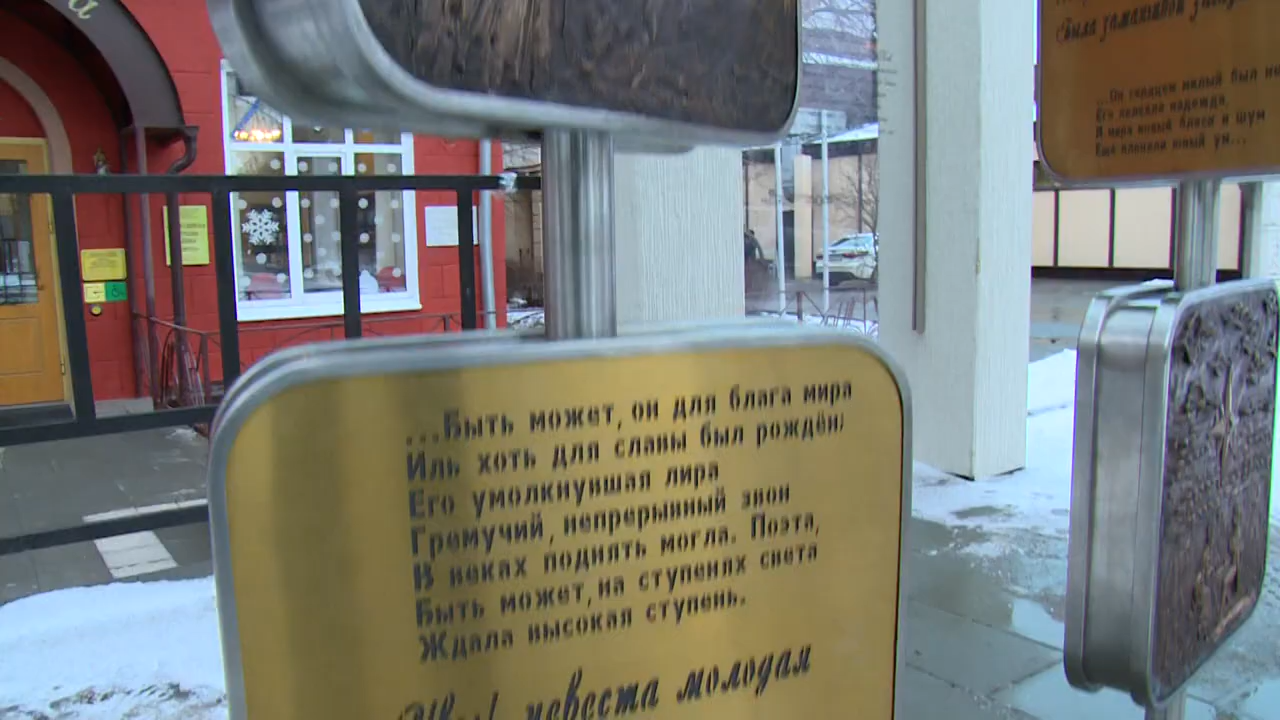 ...Быть может, он для блага мира
Иль хоть для славы был рождён;
Его умолкнувшая лира
Гремучий, непрерывный звон
В веках поднять могла. Поэта,
Быть может, на ступенях света
Ждала высокая ступень.
невеста молодая
Была
...Он сердцем милый был не
Его лелеяла надежда,
И мира новый блеск и шум
Ещё пленяли юный ум...